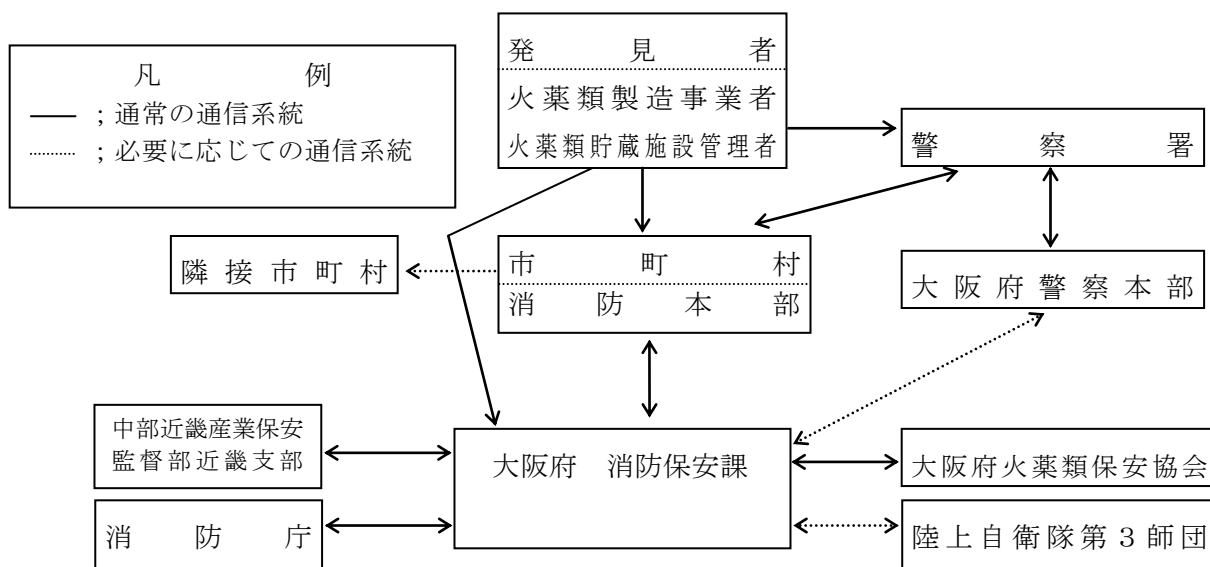 凡例
；通常の通信系統
；必要に応じての通信系統
発見者
火薬類製造事業者
火薬類貯蔵施設管理者
警察署
隣接市町村
市町村
消防本部
大阪府警察本部
中部近畿産業保安
監督部近畿支部
大阪府　消防保安課
大阪府火薬類保安協会
消防庁
陸上自衛隊第３師団